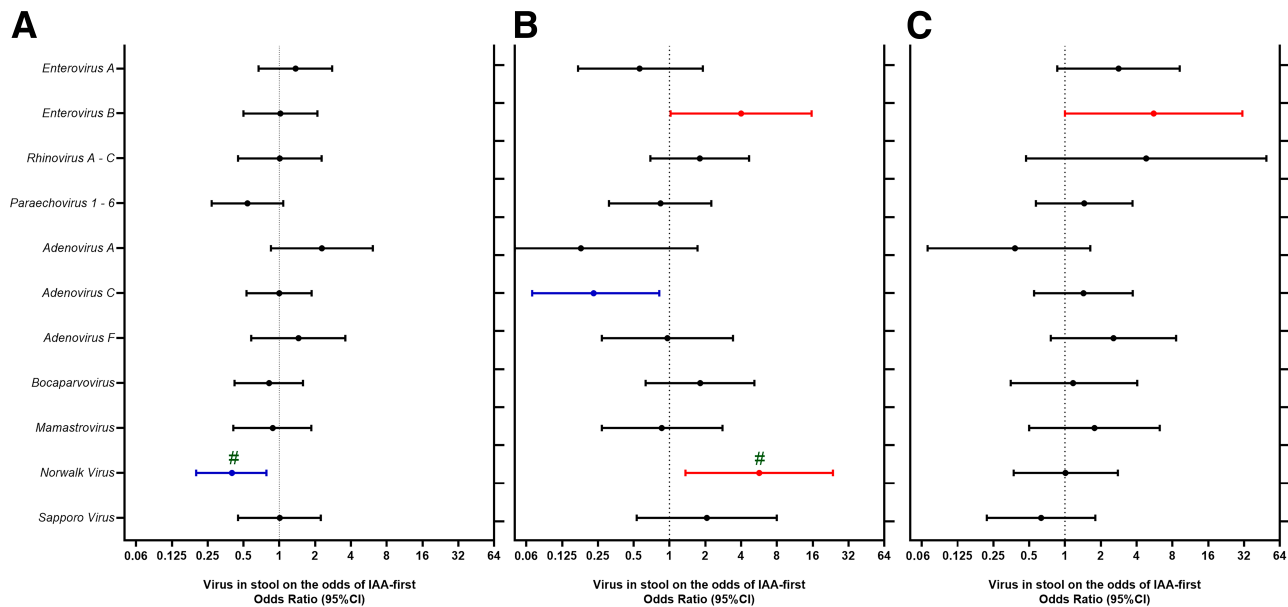 A B C
Enterovirus A
Enterovirus B
Rhinovirus A - C
Paraechovirus 1 - 6
Adenovirus A
Adenovirus C
Adenovirus F
Bocaparvovirus
Mamastrovirus
Norwalk Virus
# #
Sapporo Virus
0.06 0.125 0.25 0.5 1 2 4 8 16 32 64
Virus in stool on the odds of IAA-first
Odds Ratio (95%CI)
0.06 0.125 0.25 0.5 1 2 4 8 16 32 64
Virus in stool on the odds of IAA-first
Odds Ratio (95%CI)
0.06 0.125 0.25 0.5 1 2 4 8 16 32 64
Virus in stool on the odds of IAA-first
Odds Ratio (95%CI)